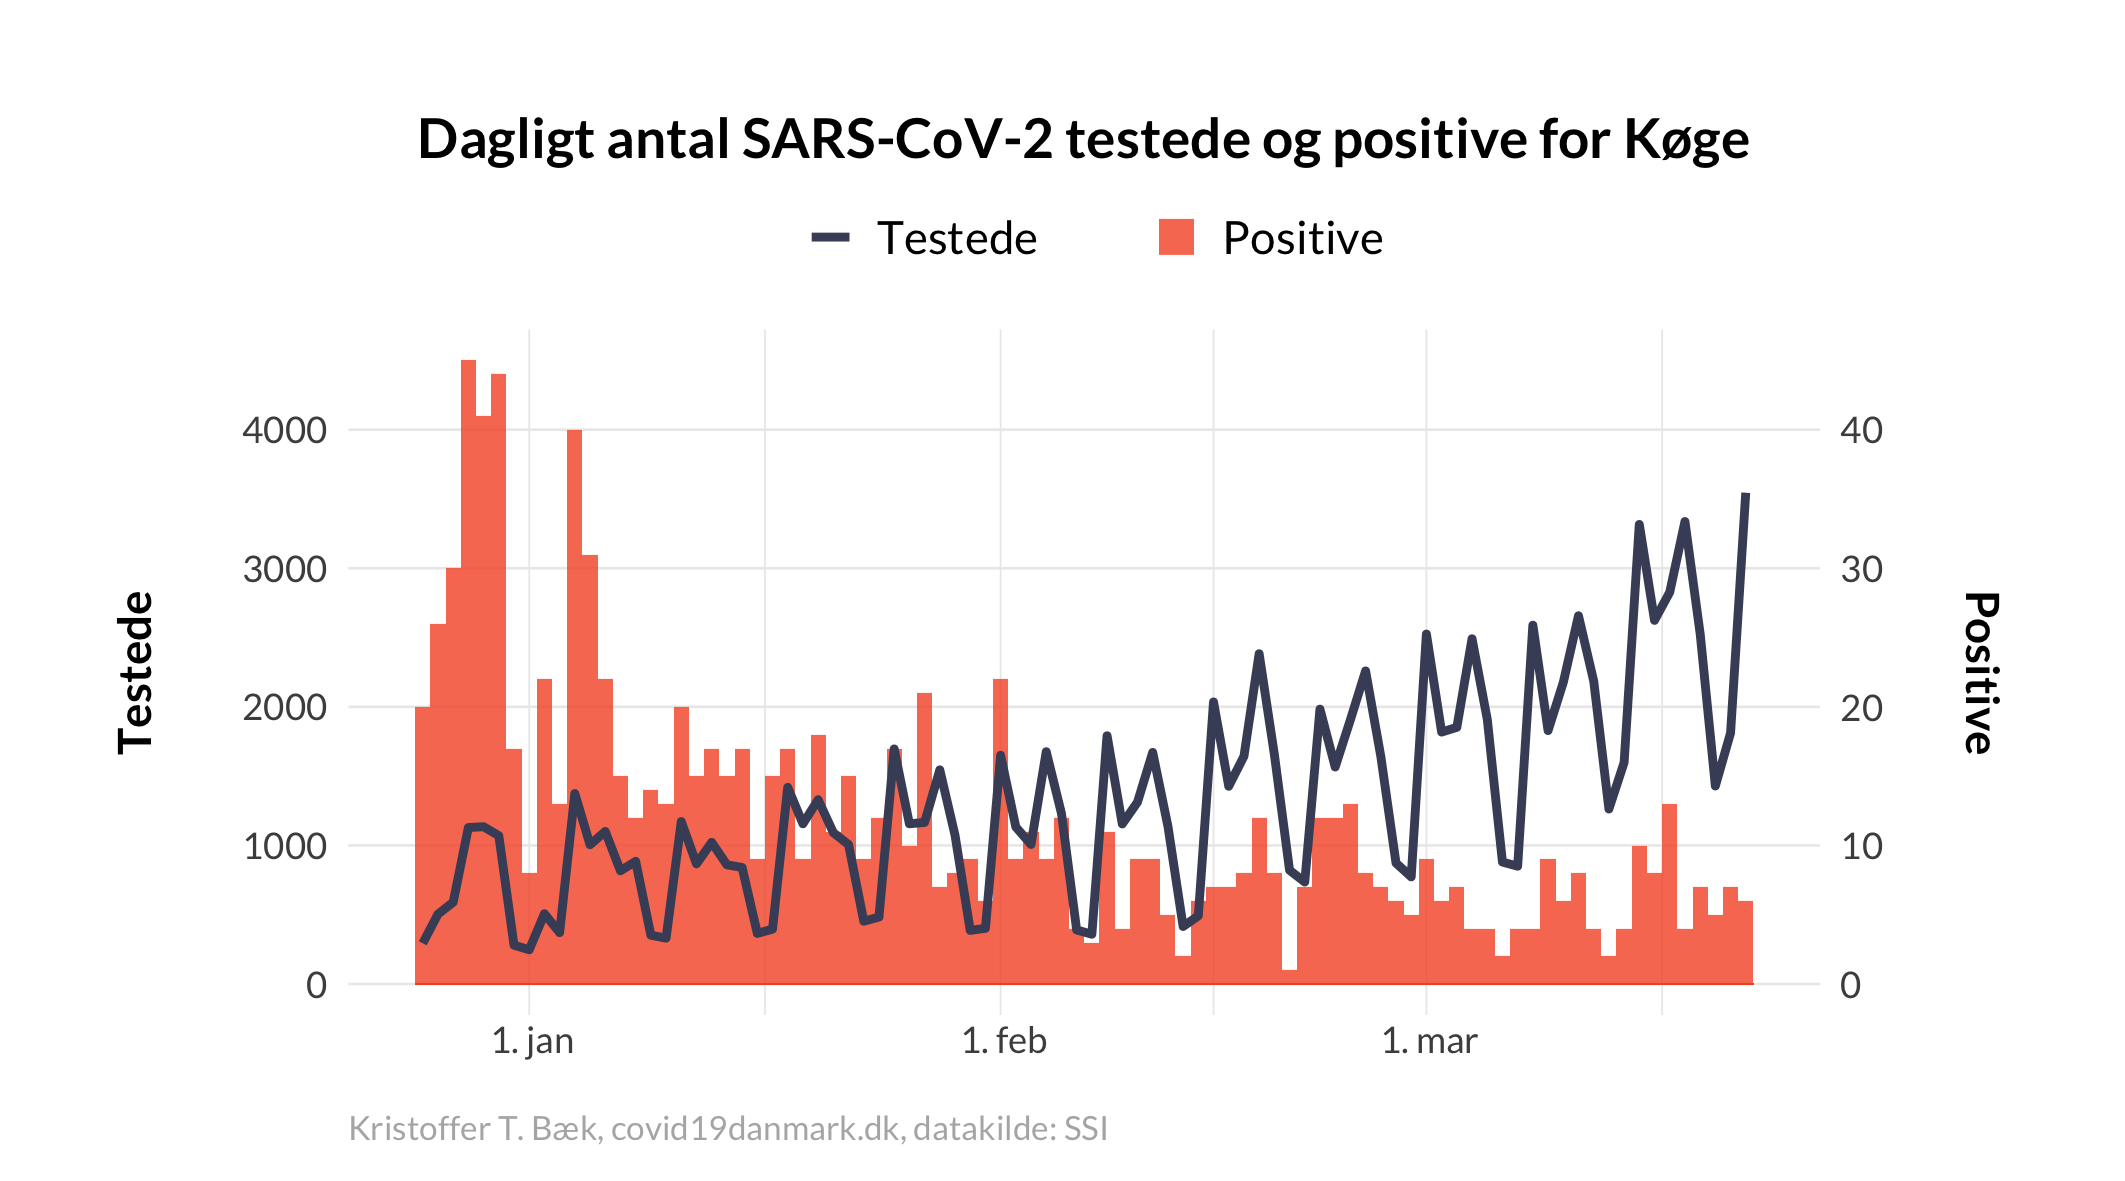 Dagligt antal SARS-CoV-2 testede og positive for Køge
Testede
Positive
4000
3000
2000
1000
0
Testede
40
30
20
10
0
Positive
1. jan
1. feb
1. mar
Kristoffer T. Bæk, covid19danmark.dk, datakilde: SSI